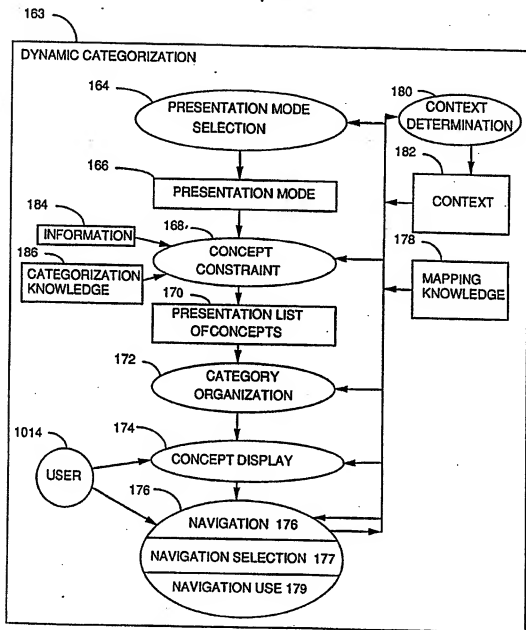 163
DYNAMIC CATEGORIZATION
164
PRESENTATION MODE
SELECTION
180
CONTEXT
DETERMINATION
166
PRESENTATION MODE
182
CONTEXT
184
INFORMATION
168
CONCEPT
CONSTRAINT
178
MAPPING
KNOWLEDGE
186
CATEGORIZATION
KNOWLEDGE
170
PRESENTATION LIST
OF CONCEPTS
172
CATEGORY
ORGANIZATION
174
CONCEPT DISPLAY
1014
USER
176
NAVIGATION 176
NAVIGATION SELECTION 177
NAVIGATION USE 179